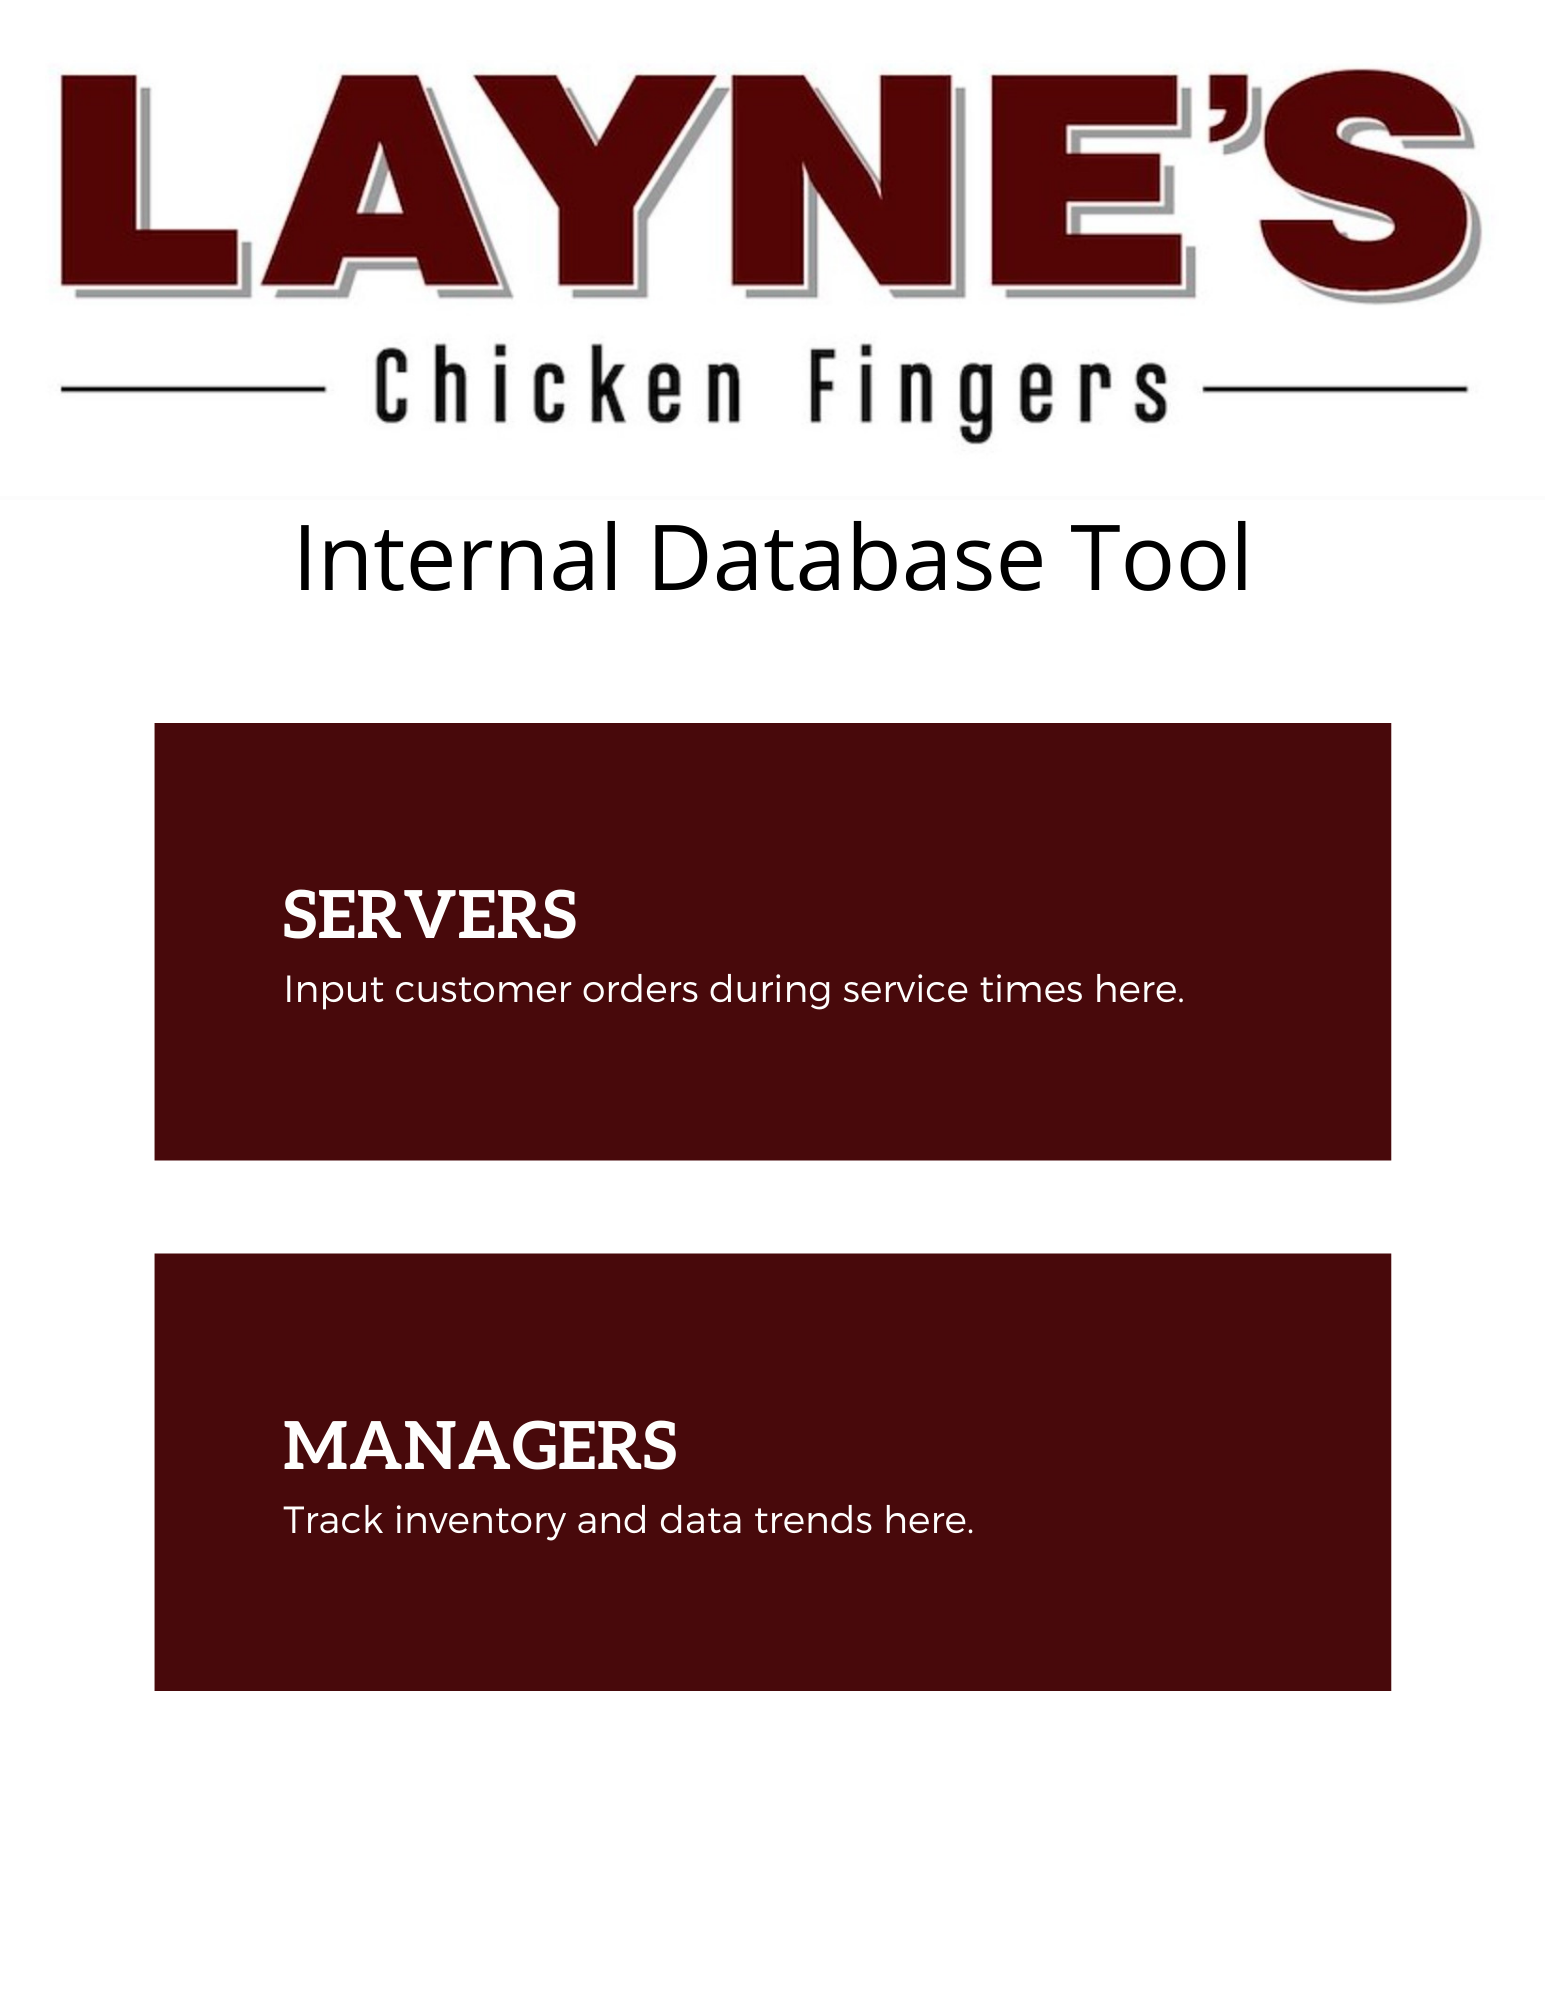 LAYNE’S
Chicken Fingers
Internal Database Tool
SERVERS
Input customer orders during service times here.
MANAGERS
Track inventory and data trends here.